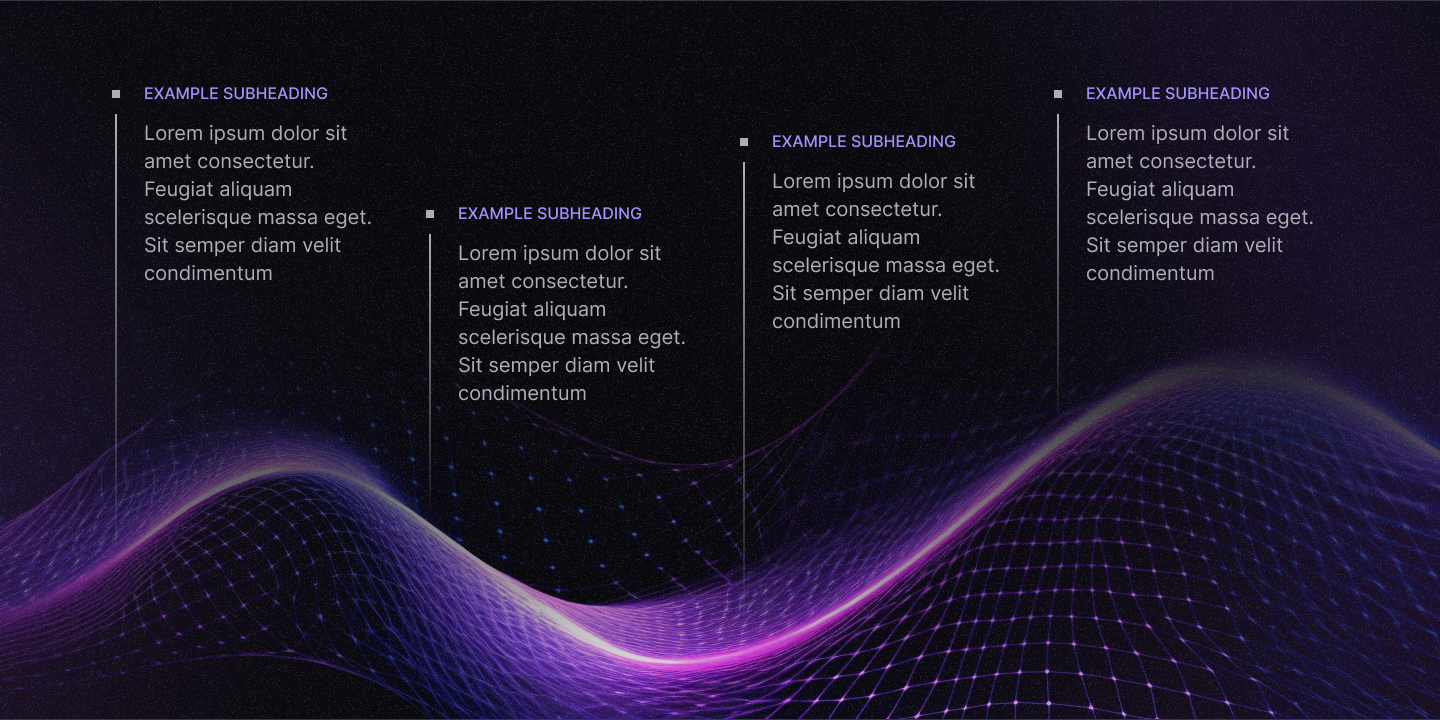 EXAMPLE SUBHEADING
Lorem ipsum dolor sit
amet consectetur.
Feugiat aliquam
scelerisque massa eget.
Sit semper diam velit
condimentum
EXAMPLE SUBHEADING
Lorem ipsum dolor sit
amet consectetur.
Feugiat aliquam
scelerisque massa eget.
Sit semper diam velit
condimentum
EXAMPLE SUBHEADING
Lorem ipsum dolor sit
amet consectetur.
Feugiat aliquam
scelerisque massa eget.
Sit semper diam velit
condimentum
EXAMPLE SUBHEADING
Lorem ipsum dolor sit
amet consectetur.
Feugiat aliquam
scelerisque massa eget.
Sit semper diam velit
condimentum